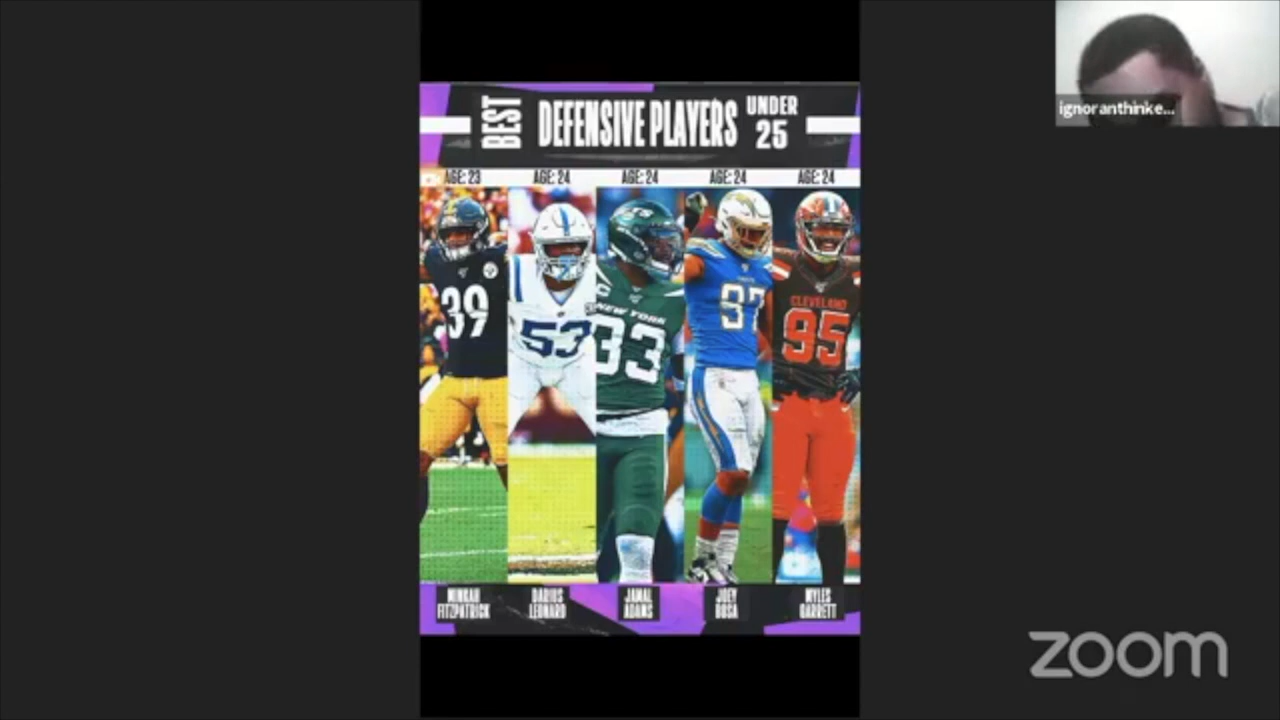 BEST
DEFENSIVE PLAYERS
UNDER
25
AGE: 23
AGE: 24
AGE: 24
AGE: 24
AGE: 24
39
53
NEW YORK
33
97
CLEVELAND
95
MINKAH
FITZPATRICK
DARIUS
LEONARD
JAMAL
ADAMS
JOEY
BOSA
MYLES
GARRETT
ignoranthinke...
zoom